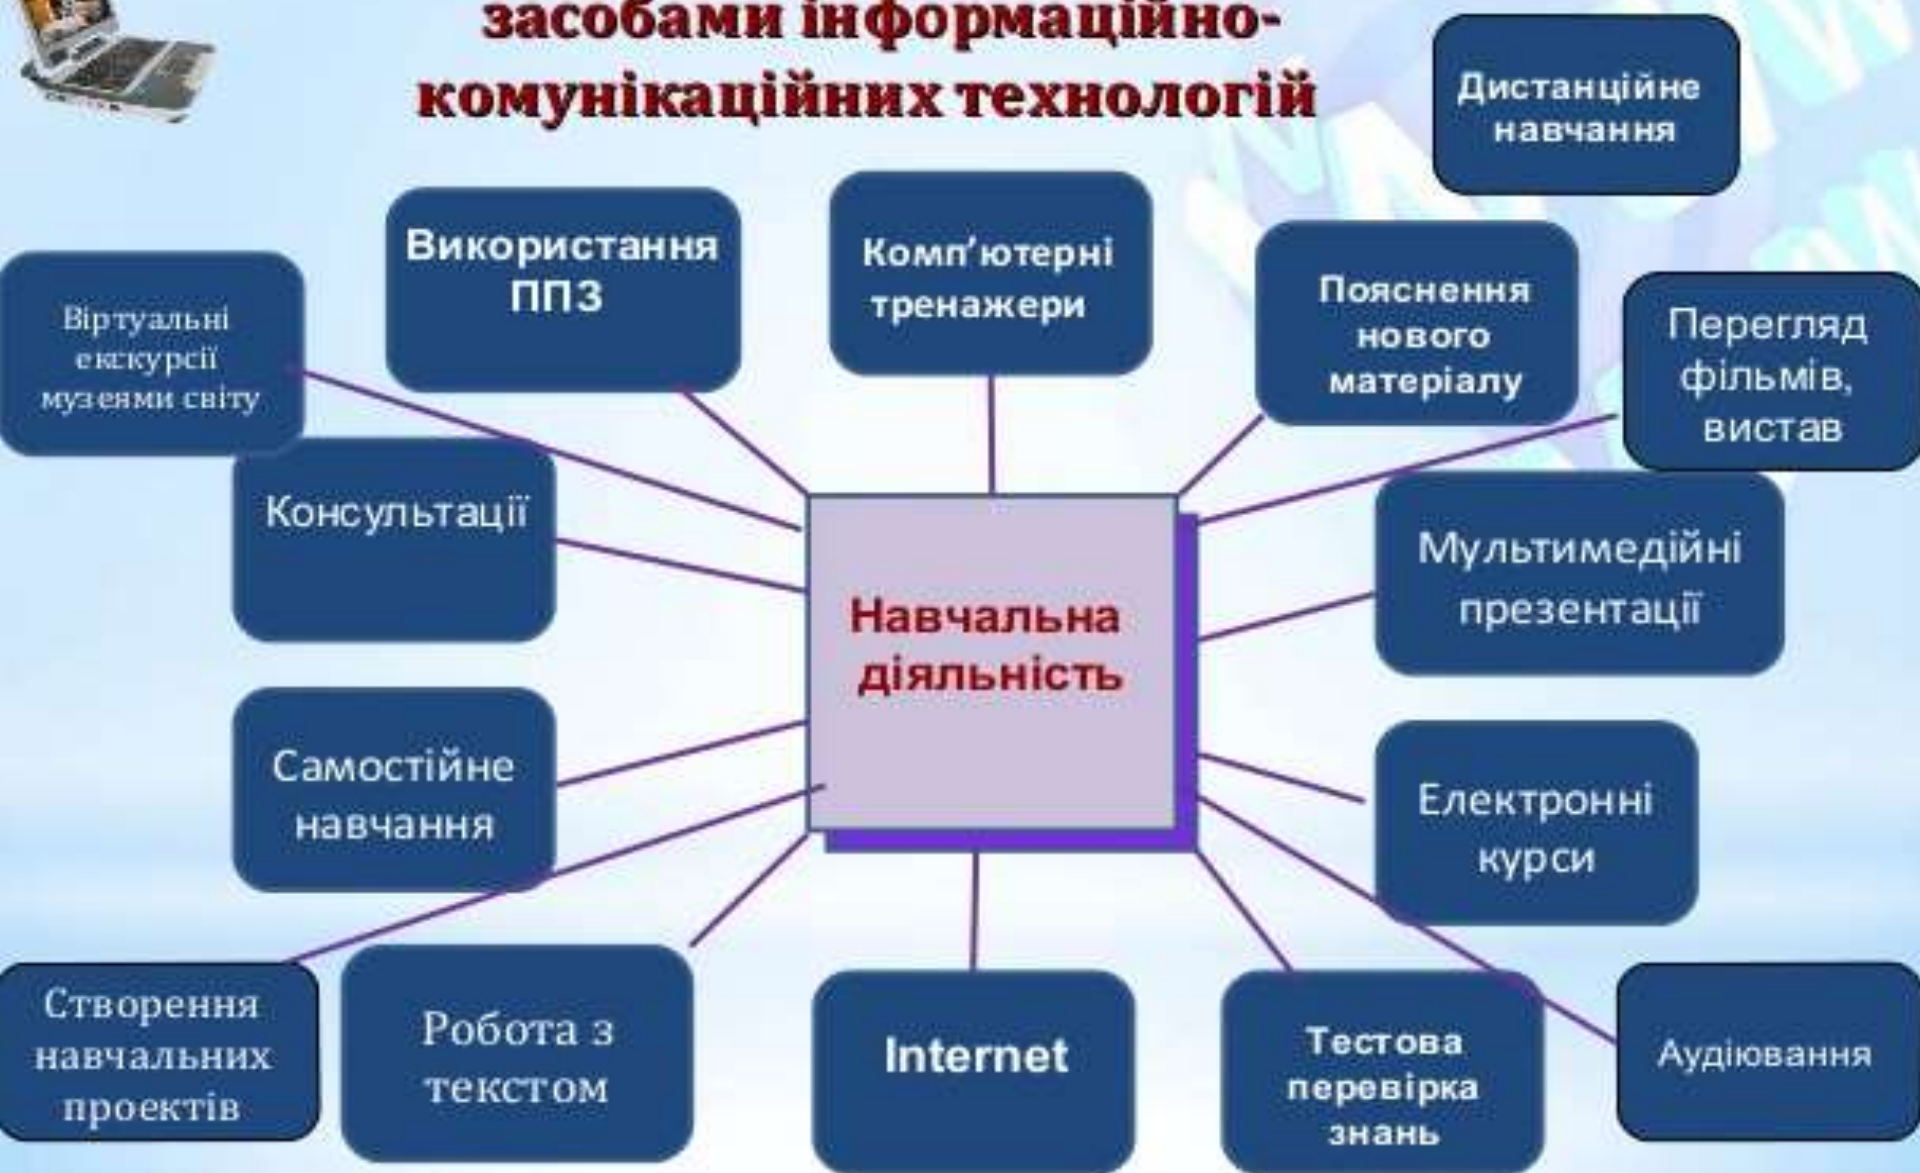 засобами інформаційно-
комунікаційних технологій
Дистанційне
навчання
Використання
ППЗ
Комп’ютерні
тренажери
Пояснення
нового
матеріалу
Перегляд
фільмів,
вистав
Віртуальні
екскурсії
музеями світу
Консультації
Мультимедійні
презентації
Навчальна
діяльність
Самостійне
навчання
Електронні
курси
Створення
навчальних
проектів
Робота з
текстом
Internet
Тестова
перевірка
знань
Аудіювання